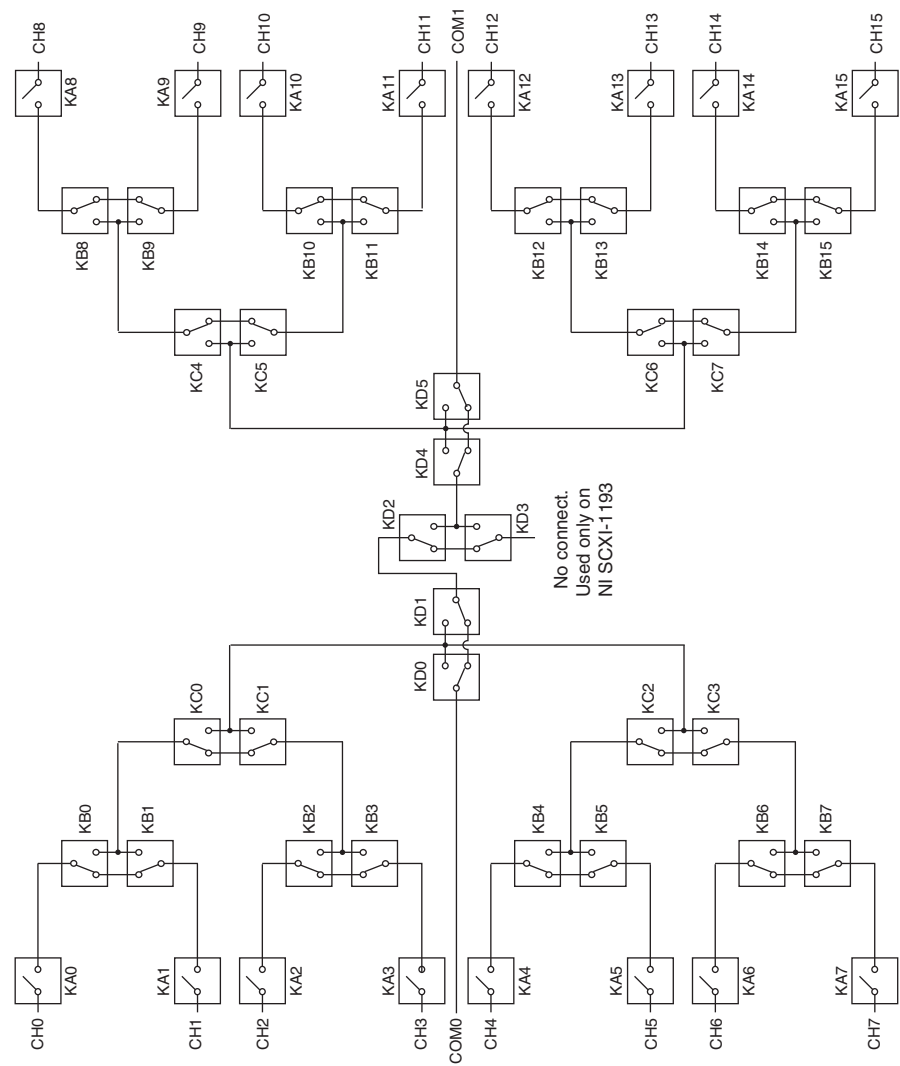 CH8
CH9
CH10
CH11
COM1
CH12
CH13
CH14
CH15
KA8
KA9
KA10
KA11
KA12
KA13
KA14
KA15
KB8
KB9
KB10
KB11
KB12
KB13
KB14
KB15
KC4
KC5
KC6
KC7
KD5
KD4
KD2
KD3
No connect.
Used only on
NI SCXI-1193
KD1
KD0
KC0
KC1
KC2
KC3
KB0
KB1
KB2
KB3
KB4
KB5
KB6
KB7
KA0
KA1
KA2
KA3
KA4
KA5
KA6
KA7
CH0
CH1
CH2
CH3
COM0
CH4
CH5
CH6
CH7